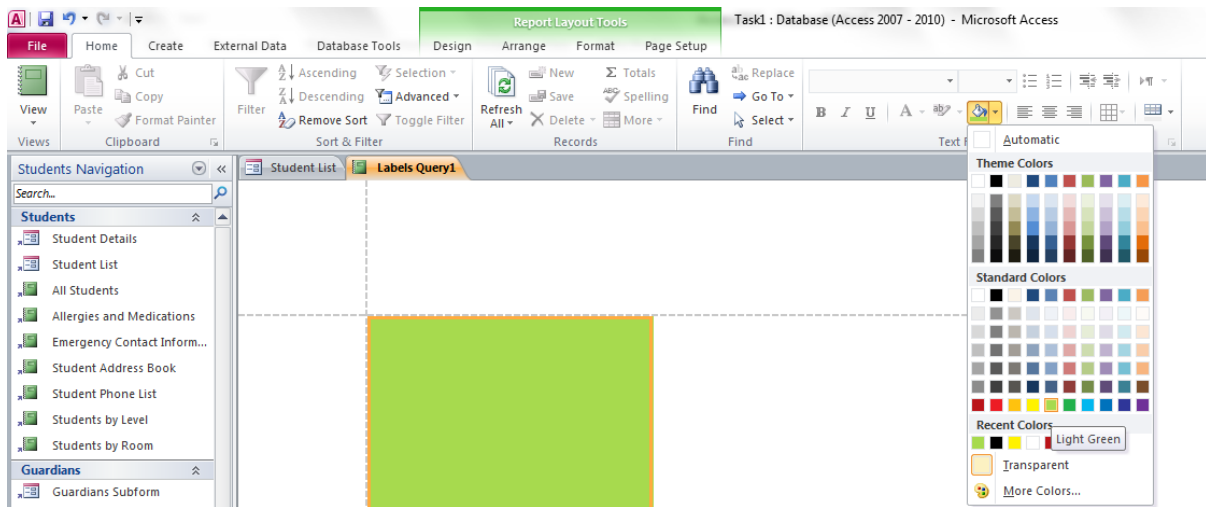 Report Layout Tools
Task1 : Database (Access 2007 - 2010) - Microsoft Access
File Home Create External Data Database Tools Design Arrange Format Page Setup
View
Paste
Cut
Copy
Format Painter
Filter
Ascending
Descending
Remove Sort
Selection
Advanced
Toggle Filter
Refresh All
New
Save
Delete
Totals
Spelling
More
Find
Replace
Go To
Select
B I U A
Views Clipboard Sort & Filter Records Find Text F
Students Navigation
Search...
Students
Student Details
Student List
All Students
Allergies and Medications
Emergency Contact Inform...
Student Address Book
Student Phone List
Students by Level
Students by Room
Guardians
Guardians Subform
Student List Labels Query1
Automatic
Theme Colors
Standard Colors
Recent Colors
Light Green
Transparent
More Colors...